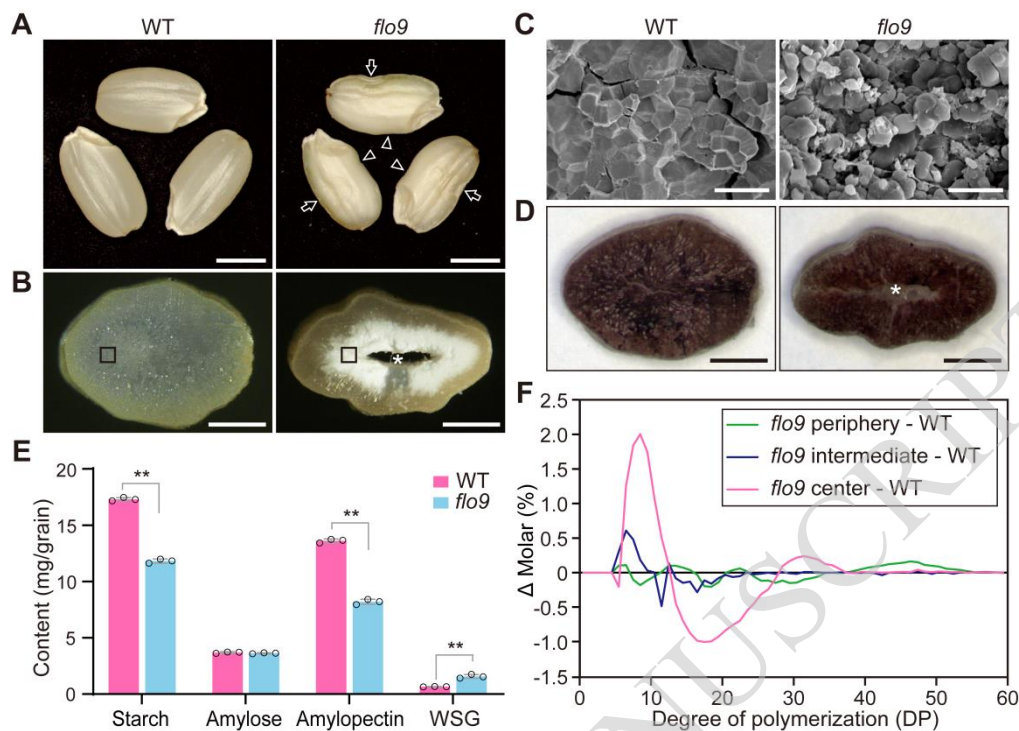 A WT flo9
B
*
C WT flo9
D
*
E
Content (mg/grain)
20
15
10
5
0
** ** **
WT
flo9
Starch Amylose Amylopectin WSG
F
Δ Molar (%)
2.5
2.0
1.5
1.0
0.5
0
-0.5
-1.0
-1.5
flo9 periphery - WT
flo9 intermediate - WT
flo9 center - WT
0 10 20 30 40 50 60
Degree of polymerization (DP)
NUSCRIPT